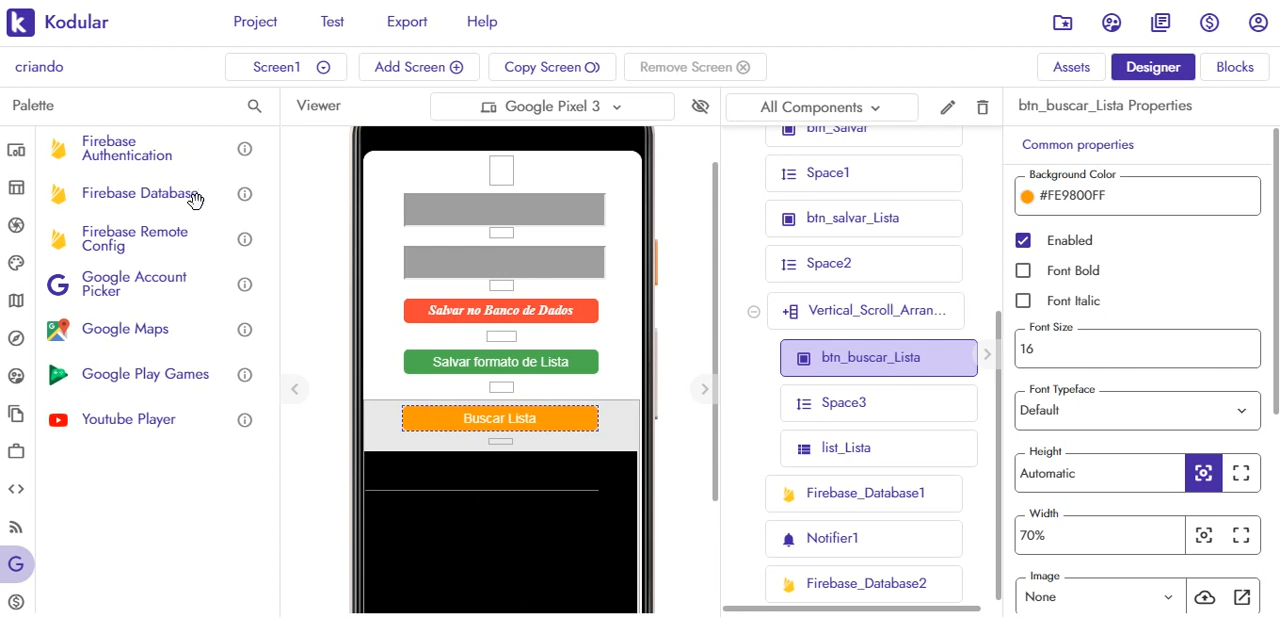 Kodular
Project
Test
Export
Help
criando
Screen1
Add Screen
Copy Screen
Remove Screen
Assets
Designer
Blocks
Palette
Viewer
Google Pixel 3
All Components
btn_buscar_Lista Properties
Firebase
Authentication
Firebase Database
Firebase Remote
Config
Google Account
Picker
Google Maps
Google Play Games
Youtube Player
Salvar no Banco de Dados
Salvar formato de Lista
Buscar Lista
btn_Salvar
Space1
btn_salvar_Lista
Space2
Vertical_Scroll_Arran...
btn_buscar_Lista
Space3
list_Lista
Firebase_Database1
Notifier1
Firebase_Database2
Common properties
Background Color
#FE9800FF
Enabled
Font Bold
Font Italic
Font Size
16
Font Typeface
Default
Height
Automatic
Width
70%
Image
None